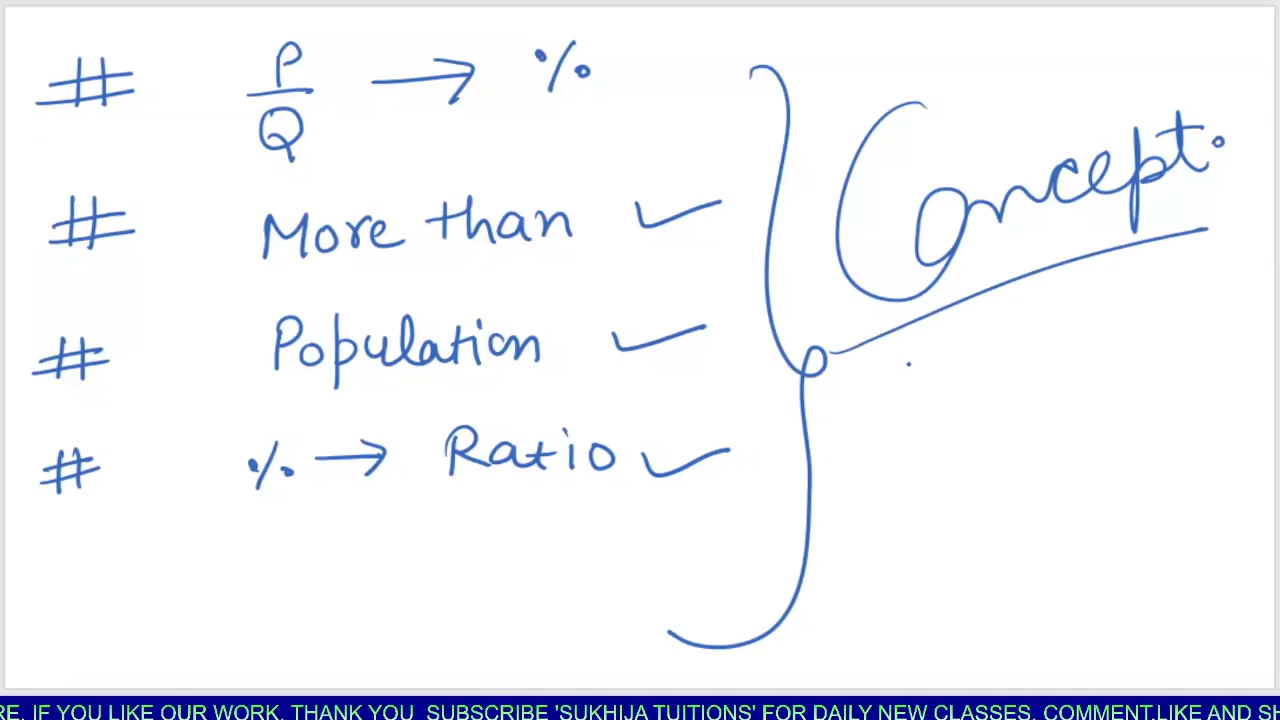 # P/Q → %
# More than ✓
# Population ✓
# % → Ratio ✓
Concept.
RE. IF YOU LIKE OUR WORK. THANK YOU SUBSCRIBE 'SUKHIJA TUITIONS' FOR DAILY NEW CLASSES. COMMENT,LIKE AND